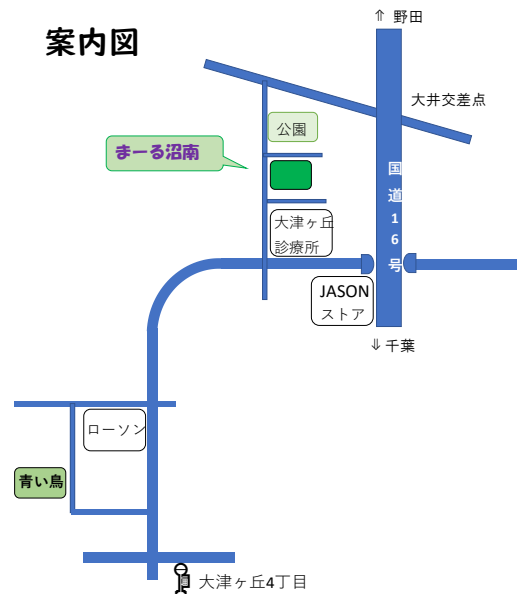 案内図
⇑ 野田
大井交差点
公園
まーる沼南
国道16号
大津ヶ丘
診療所
JASON
ストア
⇓千葉
ローソン
青い鳥
大津ヶ丘4丁目